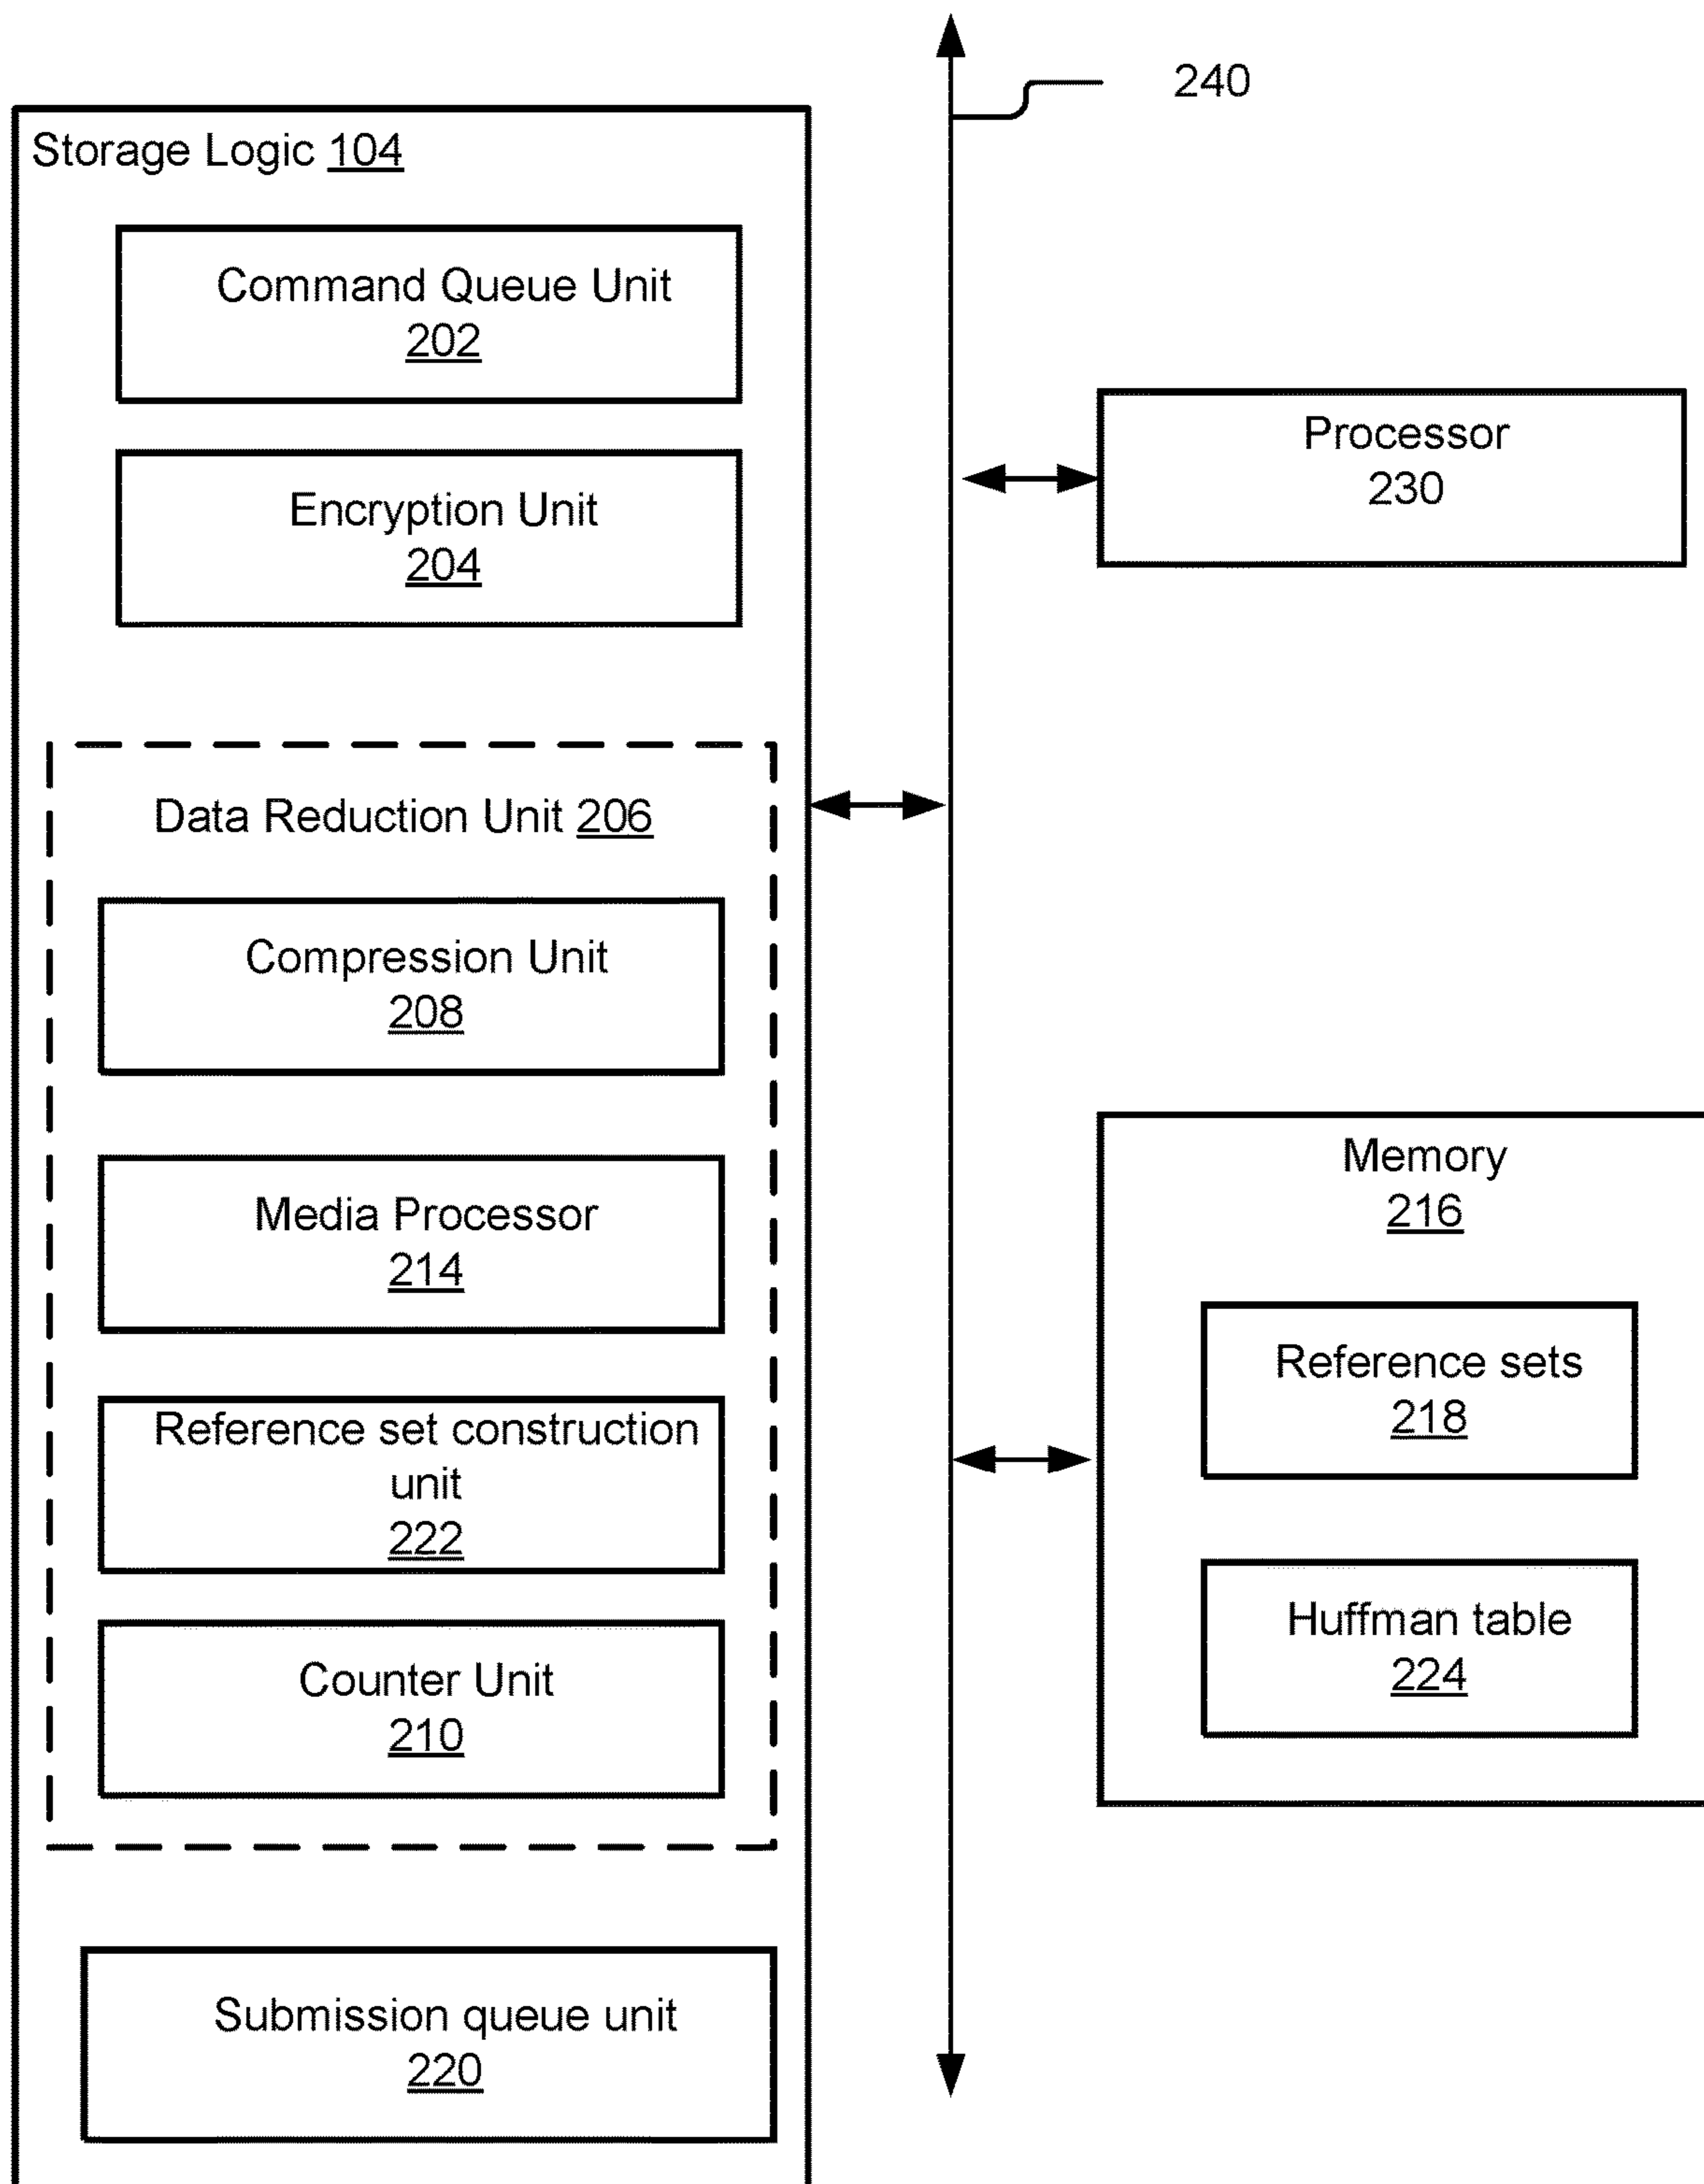 240
Storage Logic 104
Command Queue Unit
202
Encryption Unit
204
Data Reduction Unit 206
Compression Unit
208
Media Processor
214
Reference set construction
unit
222
Counter Unit
210
Submission queue unit
220
Processor
230
Memory
216
Reference sets
218
Huffman table
224